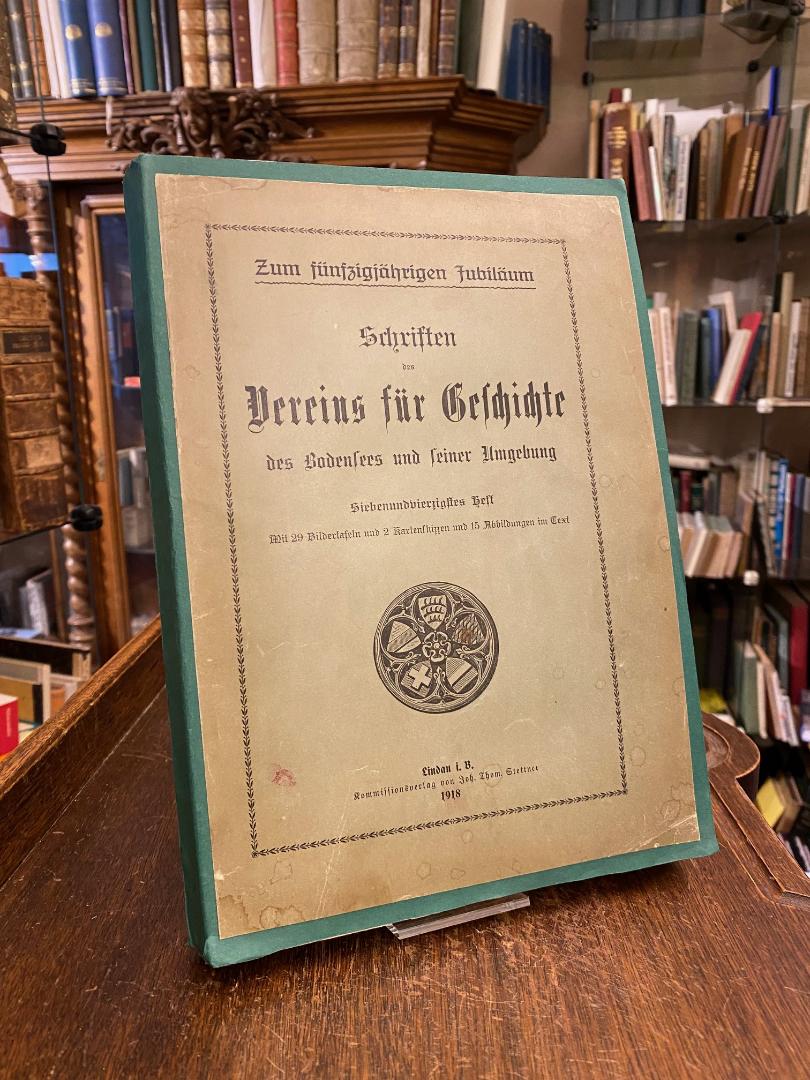 Zum fünfzigjährigen Jubiläum
Schriften
des
Vereins für Geschichte
des Bodensees und seiner Umgebung
Siebenundvierzigstes Heft
Mit 29 Bildertafeln und 2 Kartenskizzen und 15 Abbildungen im Text
Lindau i. B.
Kommissionsverlag von Joh. Thom. Stettner
1918